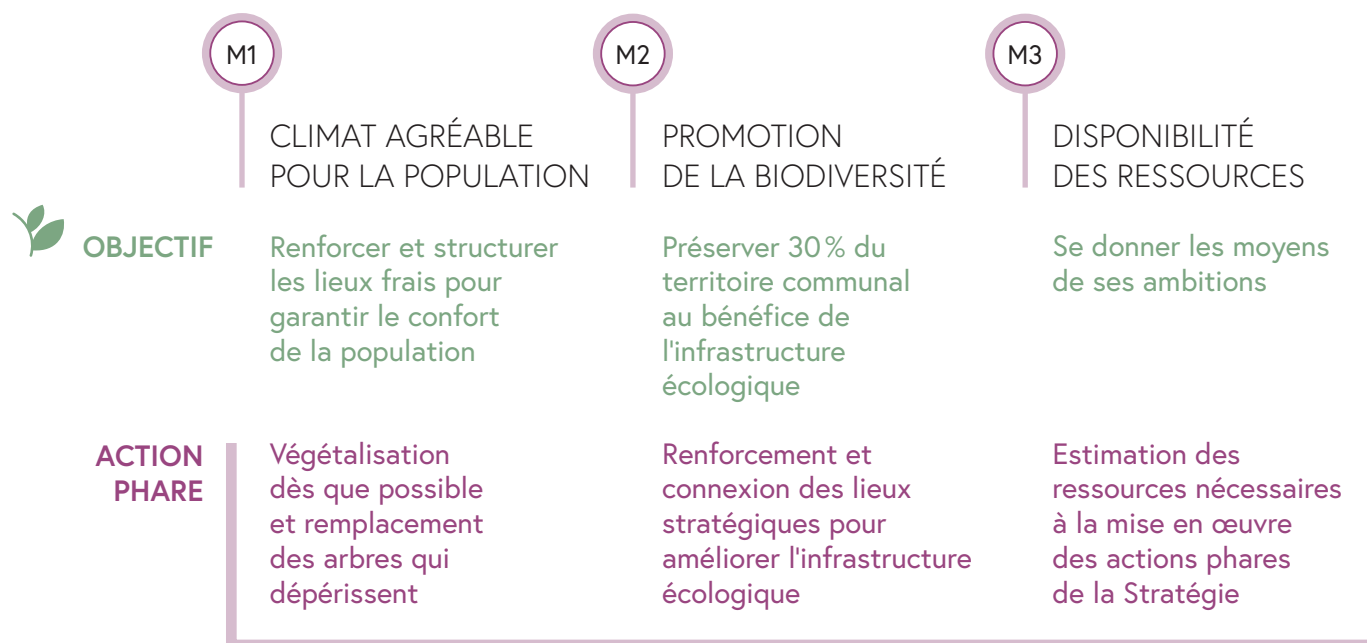 M1
CLIMAT AGRÉABLE
POUR LA POPULATION
M2
PROMOTION
DE LA BIODIVERSITÉ
M3
DISPONIBILITÉ
DES RESSOURCES
OBJECTIF
Renforcer et structurer
les lieux frais pour
garantir le confort
de la population
Préserver 30 % du
territoire communal
au bénéfice de
l'infrastructure
écologique
Se donner les moyens
de ses ambitions
ACTION
PHARE
Végétalisation
dès que possible
et remplacement
des arbres qui
dépérissent
Renforcement et
connexion des lieux
stratégiques pour
améliorer l'infrastructure
écologique
Estimation des
ressources nécessaires
à la mise en œuvre
des actions phares
de la Stratégie